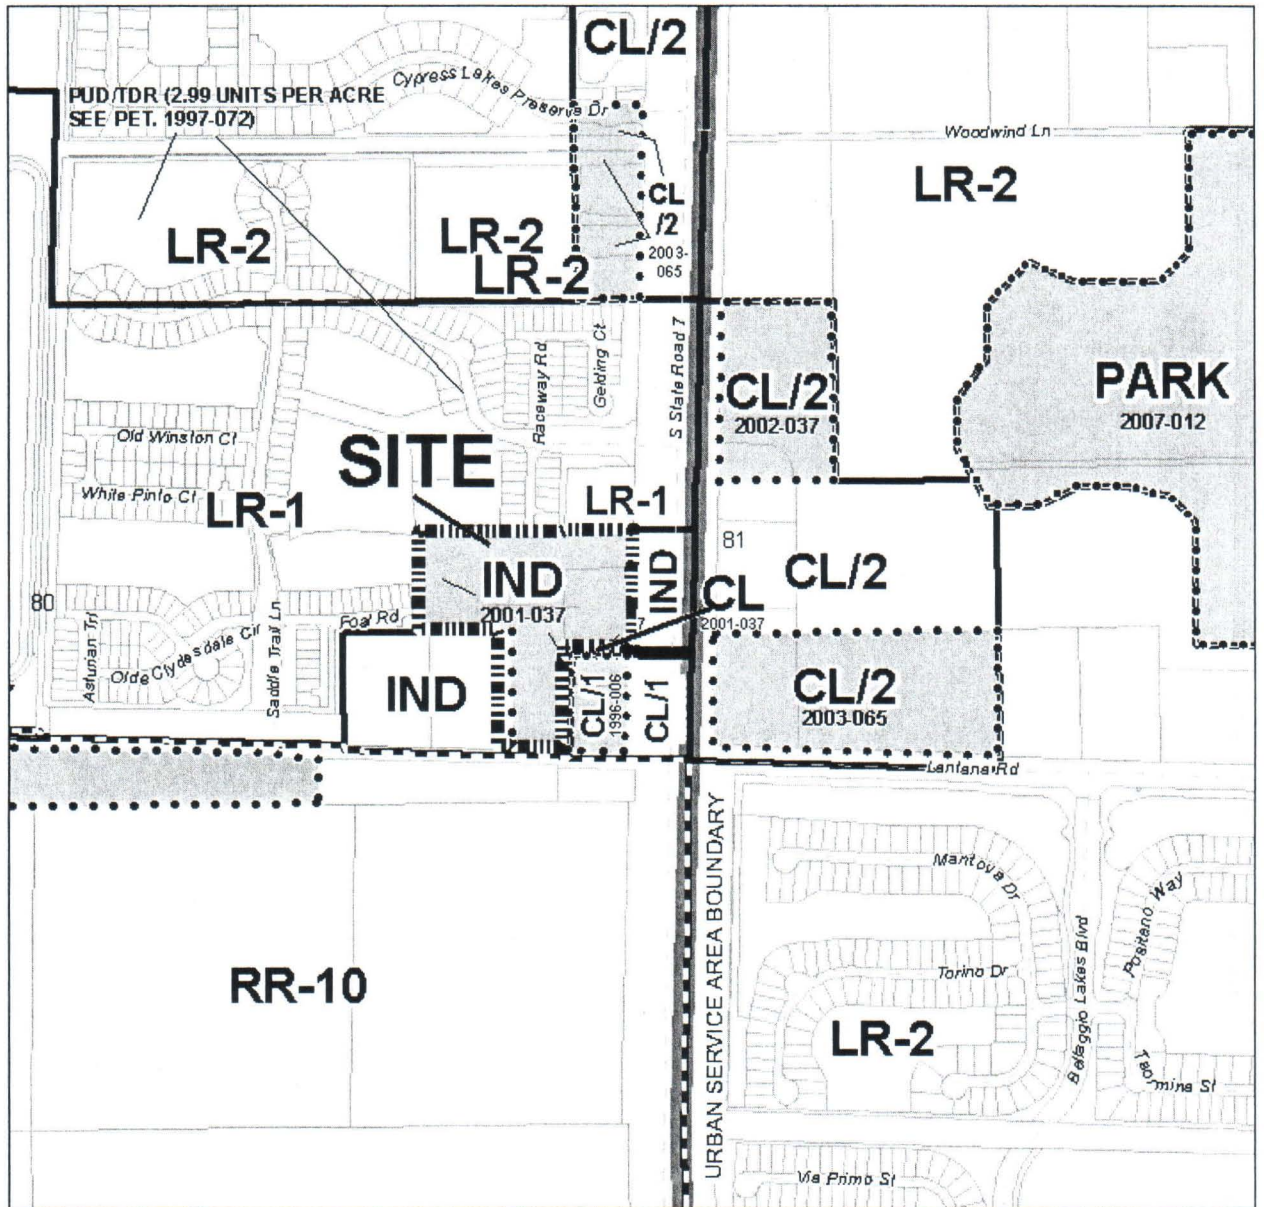 CL/2
Cypress Lakes Preserve Dr
PUD/TDR (2.99 UNITS PER ACRE
SEE PET. 1997-072)
Woodwind Ln
LR-2
CL
/2
2003-
065
LR-2
LR-2
LR-2
S State Road 7
Gelding Ct
Raceway Rd
CL/2
2002-037
PARK
2007-012
Old Winston Ct
SITE
White Pinto Ct
LR-1
LR-1
81
IND
2001-037
IND
CL
2001-037
CL/2
7
80
Foal Rd
Asturian Trl
Olde Clydesdale Cir
Saddle Trail Ln
IND
CL/1
1996-006
CL/1
CL/2
2003-065
Lantana Rd
URBAN SERVICE AREA BOUNDARY
Mantova Dr
Positano Way
Torino Dr
Bellaggio Lakes Blvd
RR-10
LR-2
Taormina St
Via Primo St